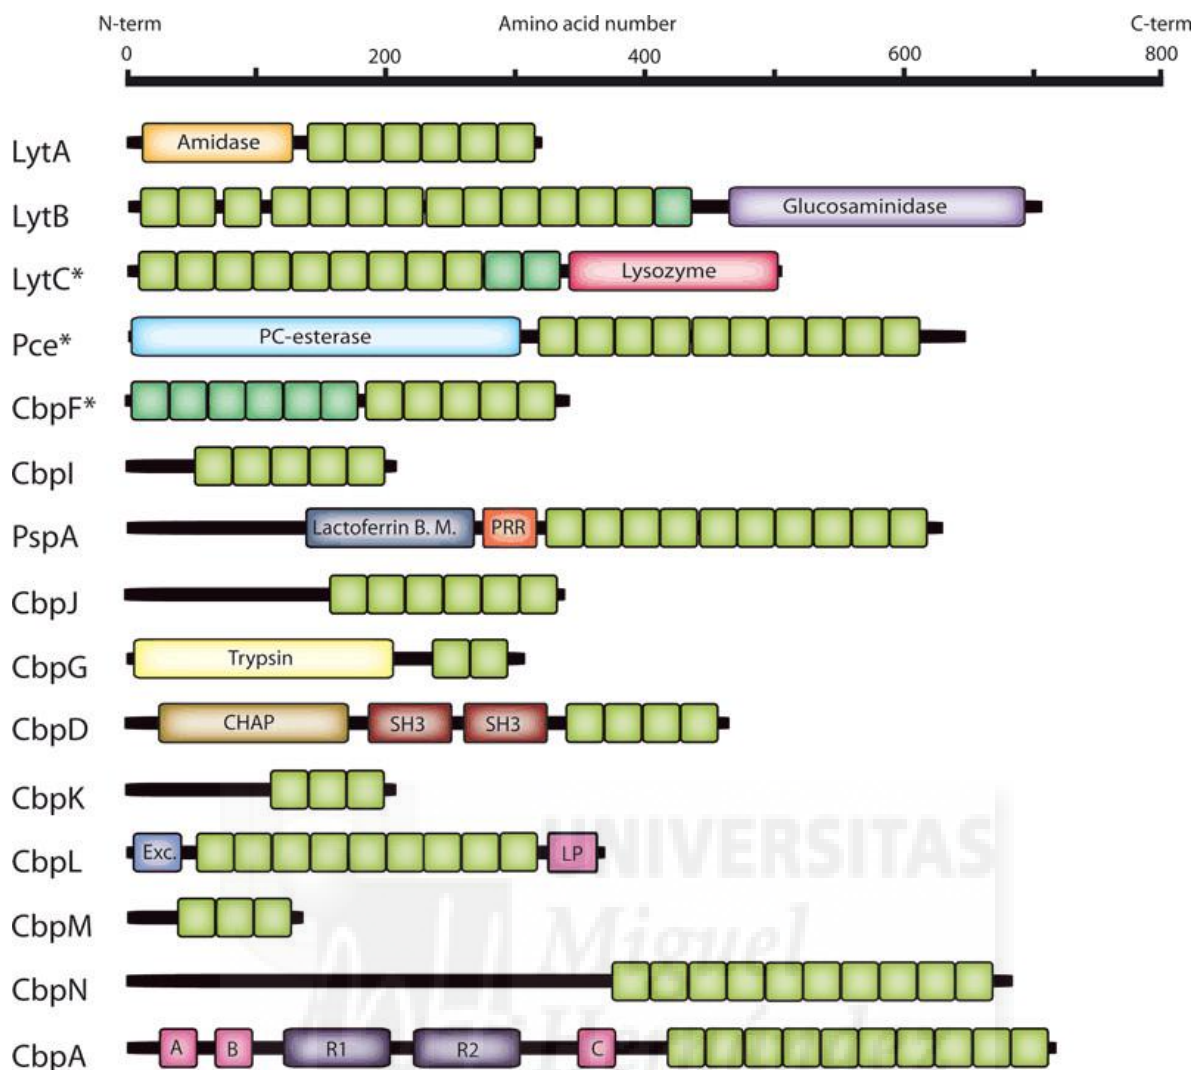 N-term Amino acid number C-term
0 200 400 600 800
LytA Amidase
LytB Glucosaminidase
LytC* Lysozyme
Pce* PC-esterase
CbpF*
CbpI
PspA Lactoferrin B. M. PRR
CbpJ
CbpG Trypsin
CbpD CHAP SH3 SH3
CbpK
CbpL Exc. LP
UNIVERSITAS
CbpM
Miguel
CbpN
Hernández
CbpA A B R1 R2 C